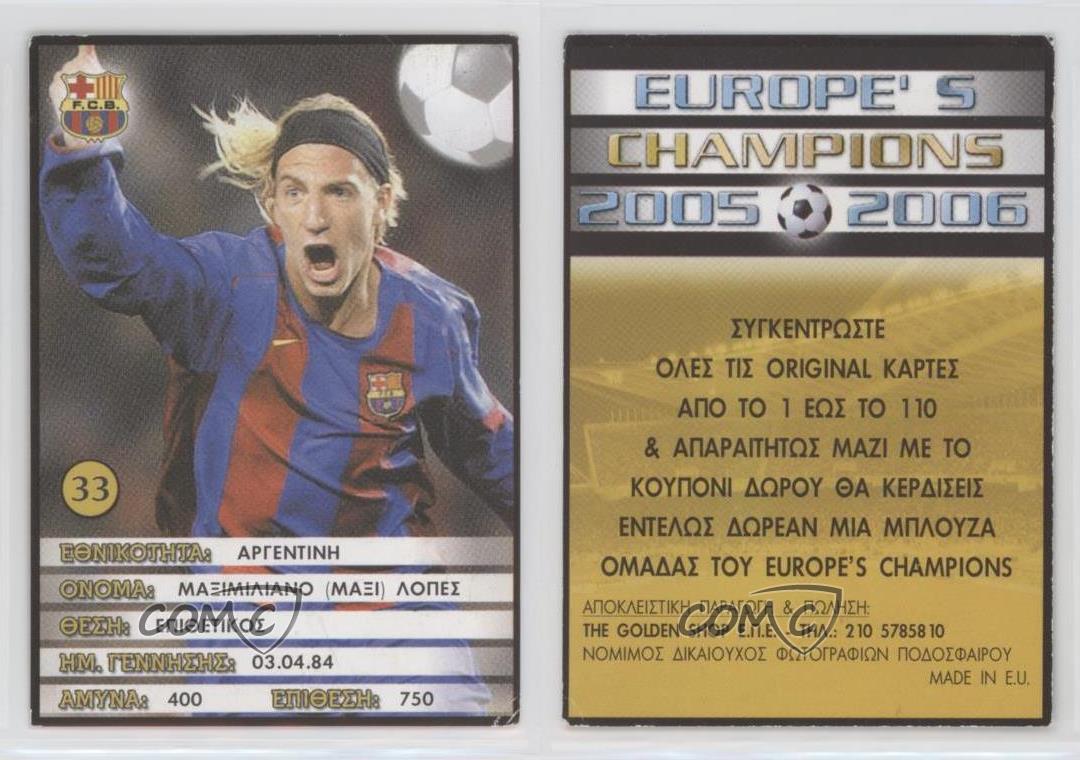 F.C.B.
33
ΕΘΝΙΚΟΤΗΤΑ: ΑΡΓΕΝΤΙΝΗ
ΟΝΟΜΑ: ΜΑΞΙΜΙΛΙΑΝΟ (ΜΑΞΙ) ΛΟΠΕΣ
ΘΕΣΗ: ΕΠΙΘΕΤΙΚΟΣ
ΗΜ. ΓΕΝΝΗΣΗΣ: 03.04.84
ΑΜΥΝΑ: 400 ΕΠΙΘΕΣΗ: 750
COMC
EUROPE' S
CHAMPIONS
2005 2006
ΣΥΓΚΕΝΤΡΩΣΤΕ
ΟΛΕΣ ΤΙΣ ORIGINAL ΚΑΡΤΕΣ
ΑΠΟ ΤΟ 1 ΕΩΣ ΤΟ 110
& ΑΠΑΡΑΙΤΗΤΩΣ ΜΑΖΙ ΜΕ ΤΟ
ΚΟΥΠΟΝΙ ΔΩΡΟΥ ΘΑ ΚΕΡΔΙΣΕΙΣ
ΕΝΤΕΛΩΣ ΔΩΡΕΑΝ ΜΙΑ ΜΠΛΟΥΖΑ
ΟΜΑΔΑΣ ΤΟΥ EUROPE'S CHAMPIONS
ΑΠΟΚΛΕΙΣΤΙΚΗ ΠΑΡΑΓΩΓΗ & ΠΩΛΗΣΗ:
THE GOLDEN SHOP Ε.Π.Ε. - ΤΗΛ.: 210 5785810
ΝΟΜΙΜΟΣ ΔΙΚΑΙΟΥΧΟΣ ΦΩΤΟΓΡΑΦΙΩΝ ΠΟΔΟΣΦΑΙΡΟΥ
MADE IN E.U.
COMC